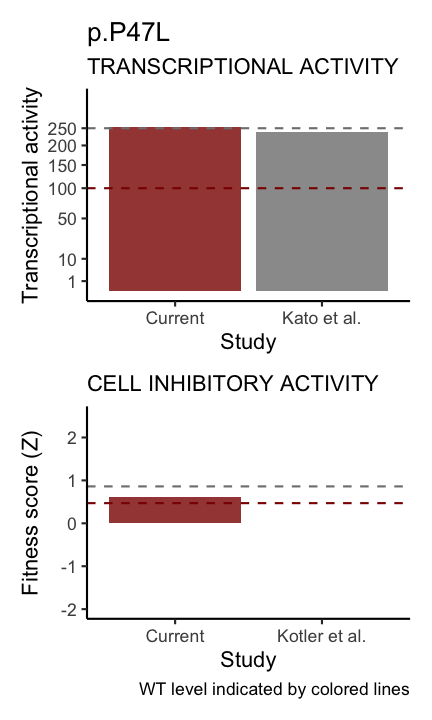 p.P47L
TRANSCRIPTIONAL ACTIVITY
Transcriptional activity
250
200
150
100
50
10
1
Current
Kato et al.
Study
CELL INHIBITORY ACTIVITY
Fitness score (Z)
2
1
0
-1
-2
Current
Kotler et al.
Study
WT level indicated by colored lines